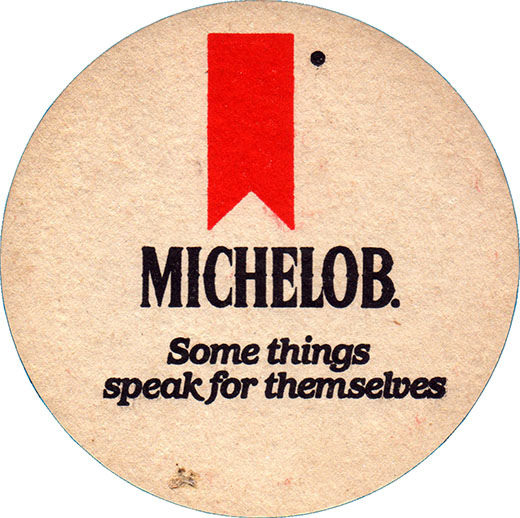 MICHELOB.
Some things
speak for themselves